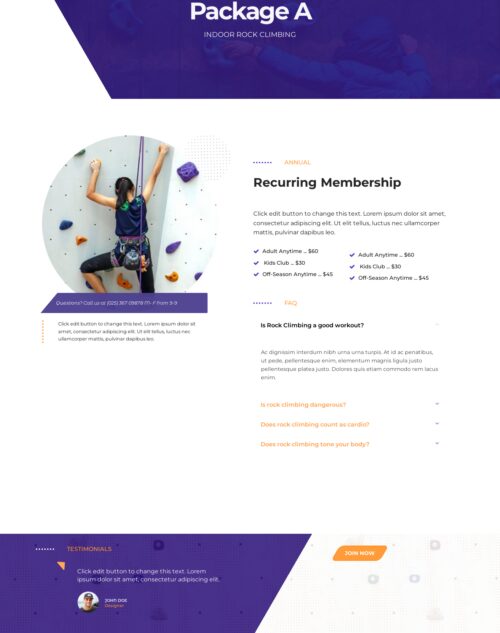 Package A
INDOOR ROCK CLIMBING
ANNUAL
Recurring Membership
Click edit button to change this text. Lorem ipsum dolor sit amet,
consectetur adipiscing elit. Ut elit tellus, luctus nec ullamcorper
mattis, pulvinar dapibus leo.
Adult Anytime ... $60
Kids Club ... $30
Off-Season Anytime ... $45
Adult Anytime ... $60
Kids Club ... $30
Off-Season Anytime ... $45
Questions? Call us at (025) 367 09878 M- F from 9-9
Click edit button to change this text. Lorem ipsum dolor sit
amet, consectetur adipiscing elit. Ut elit tellus, luctus nec
ullamcorper mattis, pulvinar dapibus leo.
FAQ
Is Rock Climbing a good workout?
Ac dignissim interdum nibh urna urna turpis. At id ac penatibus,
ut pede, pellentesque enim, elementum magnis ligula justo
pellentesque platea justo. Dolores quis etiam commodo rem lacus
enim.
Is rock climbing dangerous?
Does rock climbing count as cardio?
Does rock climbing tone your body?
TESTIMONIALS
Click edit button to change this text. Lorem
ipsum dolor sit amet, consectetur adipiscing elit.
JOHN DOE
Designer
JOIN NOW